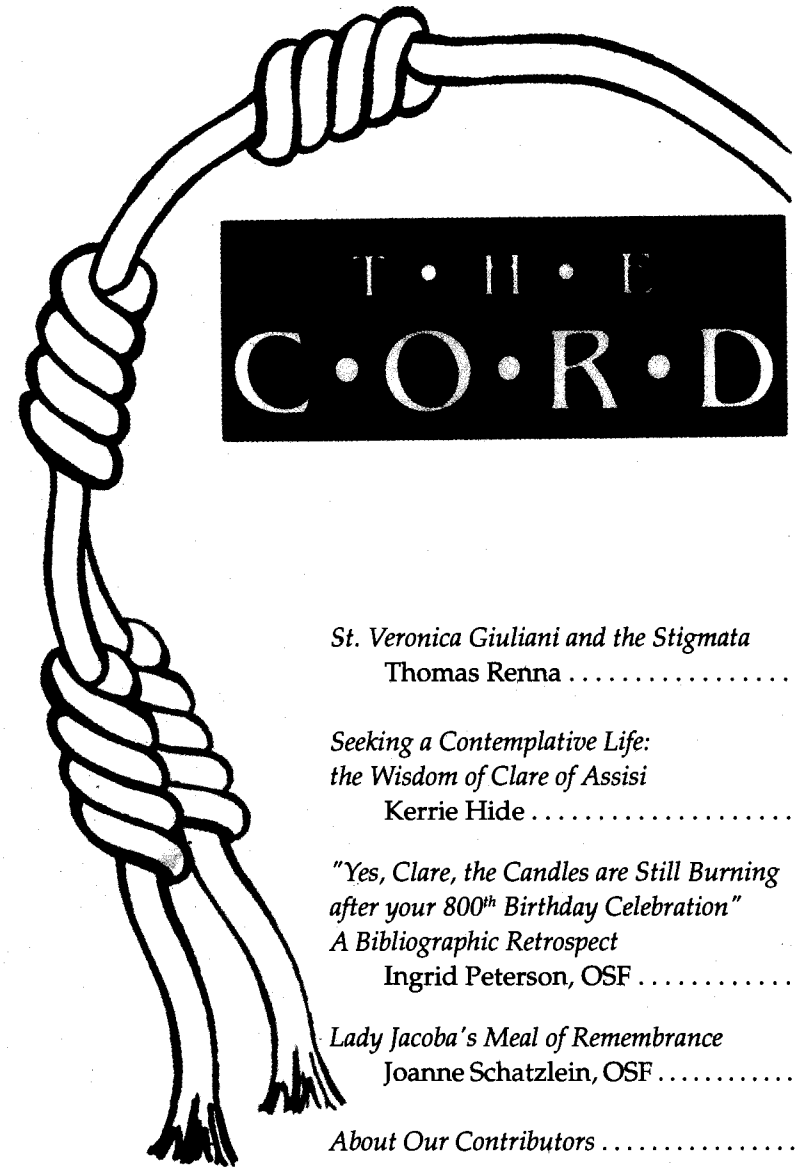 T • H • E
C • O • R • D
St. Veronica Giuliani and the Stigmata
Thomas Renna . . . . . . . . . . . . . . . . .
Seeking a Contemplative Life:
the Wisdom of Clare of Assisi
Kerrie Hide . . . . . . . . . . . . . . . . . . . .
"Yes, Clare, the Candles are Still Burning
after your 800th Birthday Celebration"
A Bibliographic Retrospect
Ingrid Peterson, OSF . . . . . . . . . . . .
Lady Jacoba's Meal of Remembrance
Joanne Schatzlein, OSF . . . . . . . . . . .
About Our Contributors . . . . . . . . . . . . . . .